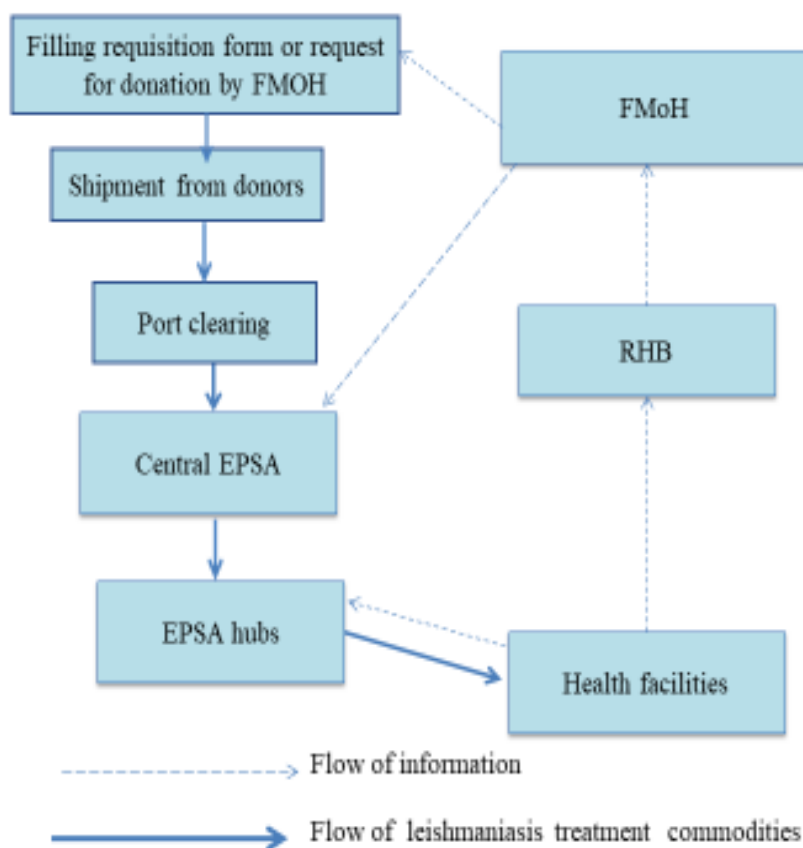 Filling requisition form or request
for donation by FMOH
FMoH
Shipment from donors
Port clearing
RHB
Central EPSA
EPSA hubs
Health facilities
Flow of information
Flow of leishmaniasis treatment commodities